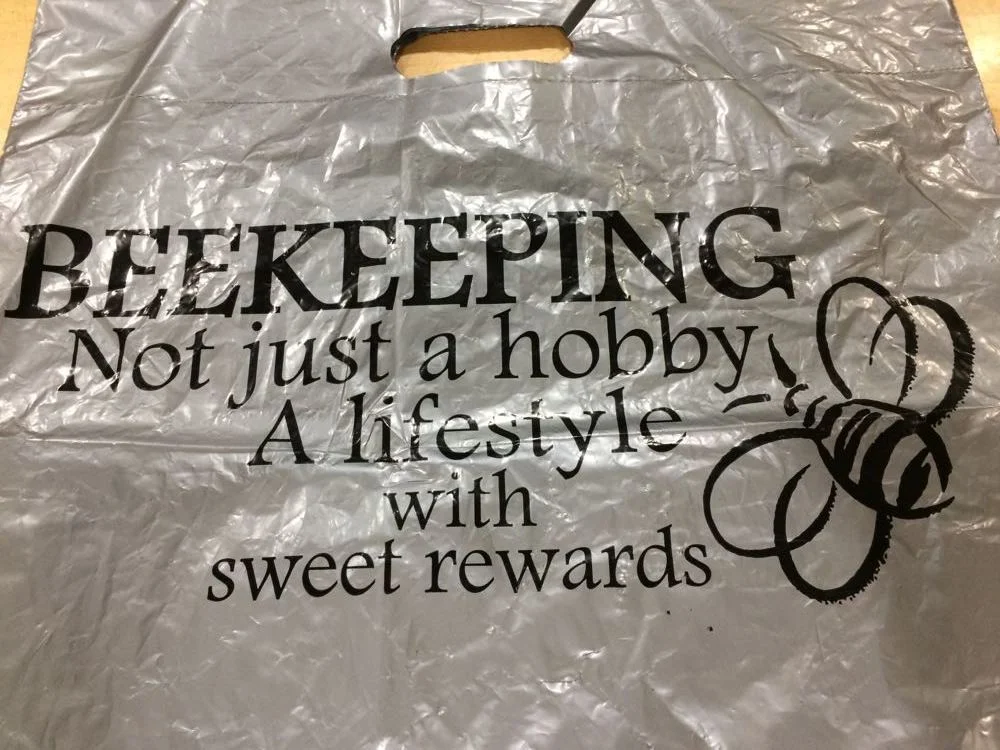 BEEKEEPING
Not just a hobby
A lifestyle
with
sweet rewards